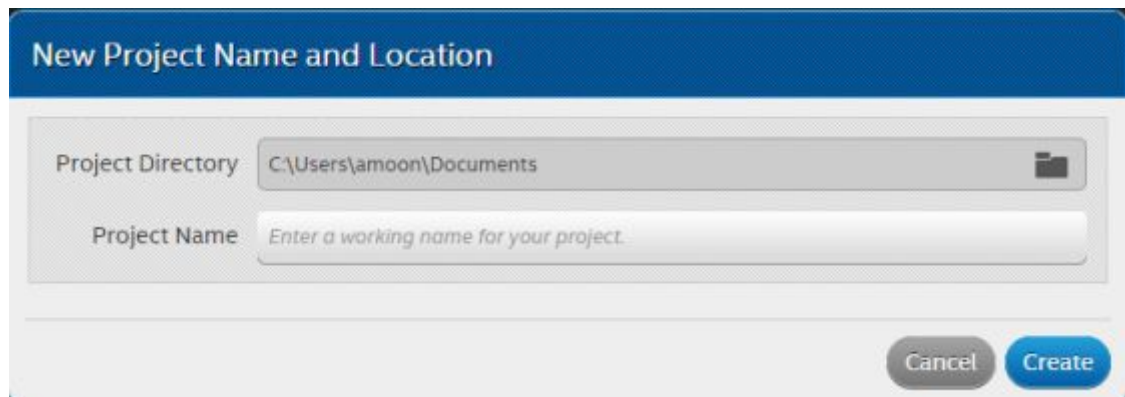 New Project Name and Location
Project Directory C:\Users\amoon\Documents
Project Name Enter a working name for your project.
Cancel Create